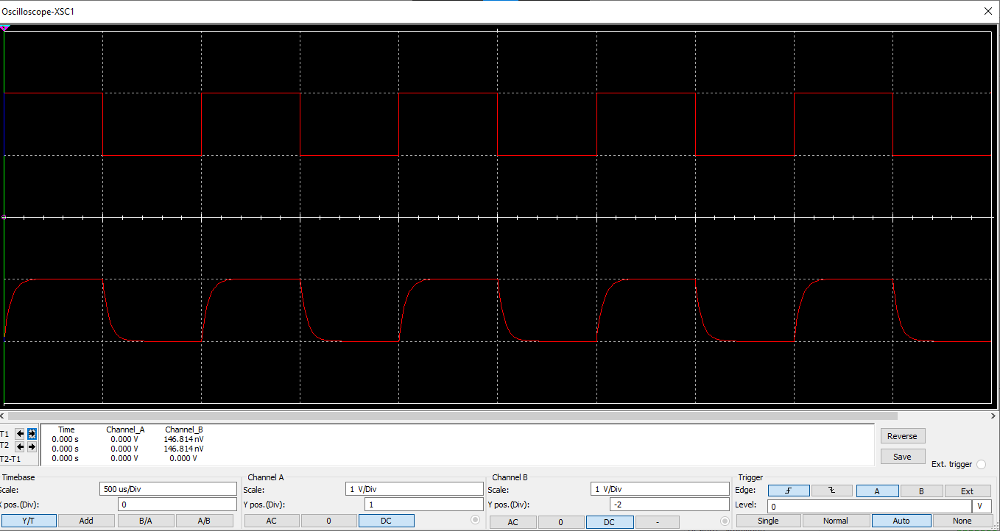 Oscilloscope-XSC1
T1
T2
T2-T1
Time Channel_A Channel_B
0.000 s 0.000 V 146.814 nV
0.000 s 0.000 V 146.814 nV
0.000 s 0.000 V 0.000 V
Reverse
Save
Ext. trigger
Timebase
Scale: 500 us/Div
X pos.(Div): 0
Y/T Add B/A A/B
Channel A
Scale: 1 V/Div
Y pos.(Div): 1
AC 0 DC
Channel B
Scale: 1 V/Div
Y pos.(Div): -2
AC 0 DC -
Trigger
Edge: A B Ext
Level: 0 V
Single Normal Auto None